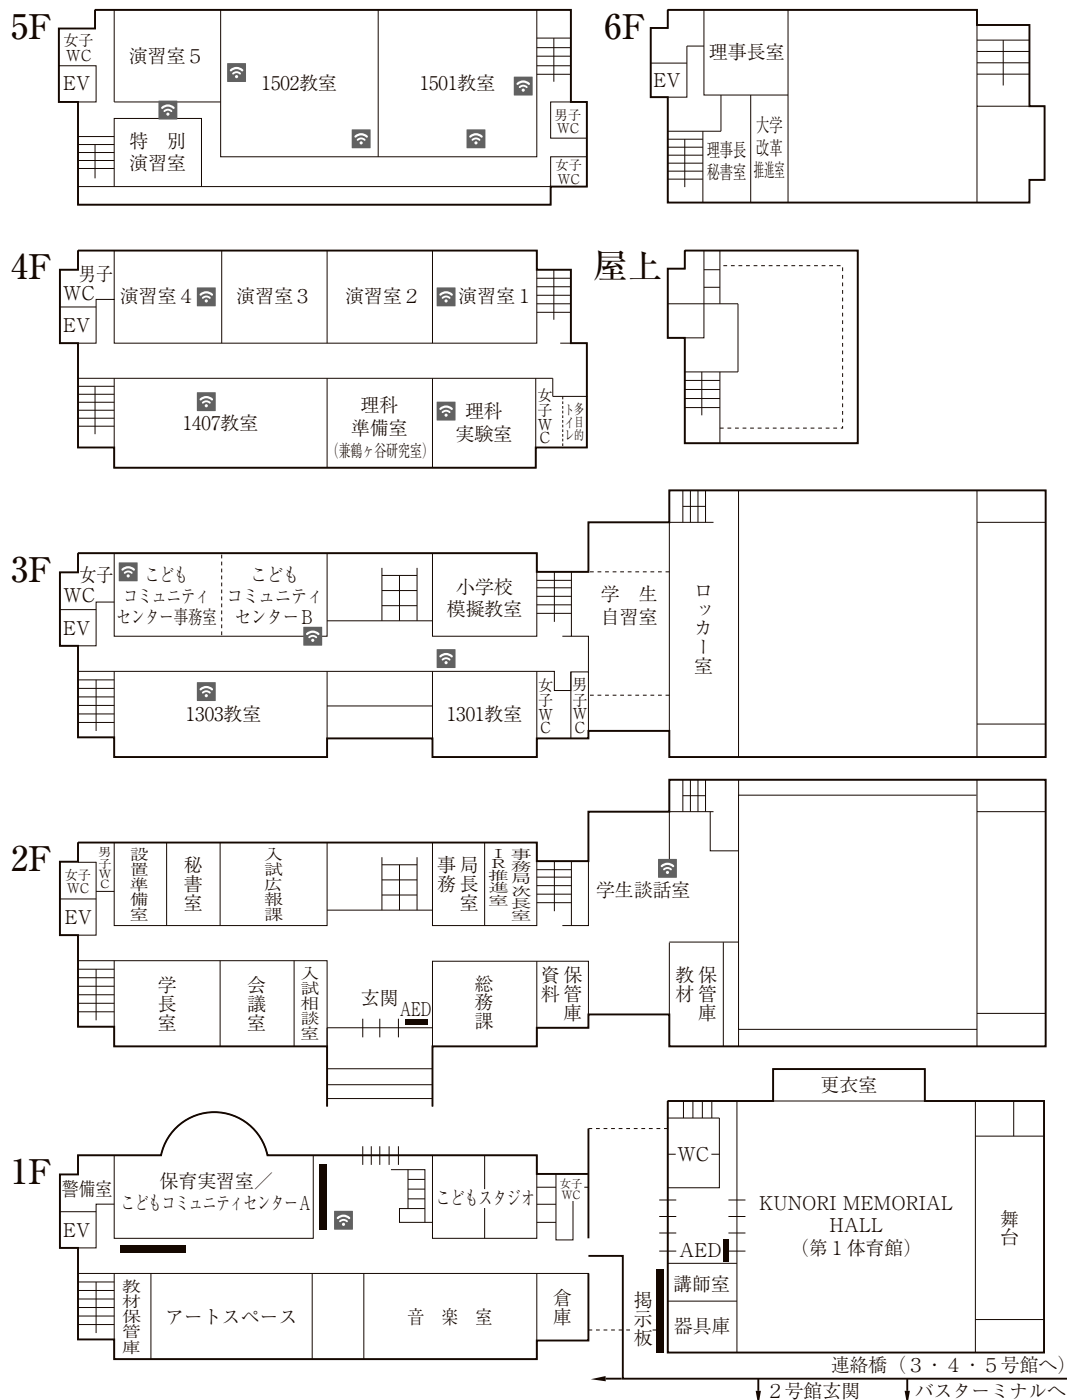 5F
女子
WC
EV
演習室５
1502教室
1501教室
特　別
演習室
男子
WC
女子
WC
6F
EV
理事長室
理事長
秘書室
大学
改革
推進室
4F
男子
WC
EV
演習室４
演習室３
演習室２
演習室１
1407教室
理科
準備室
（兼鶴ヶ谷研究室）
理科
実験室
女子WC
多目的
トイレ
屋上
3F
女子
WC
EV
こども
コミュニティ
センター事務室
こども
コミュニティ
センターＢ
小学校
模擬教室
学　生
自習室
ロッカー室
1303教室
1301教室
女子WC
男子WC
2F
女子
WC
男子WC
EV
設置準備室
秘書室
入試広報課
事務
局長室
事務局次長室
ＩＲ推進室
学生談話室
学長室
会議室
入試相談室
玄関
AED
総務課
資料
保管庫
教材
保管庫
1F
警備室
EV
保育実習室／
こどもコミュニティセンターA
こどもスタジオ
女子
WC
教材保管庫
アートスペース
音　楽　室
倉庫
掲示板
更衣室
WC
AED
講師室
器具庫
KUNORI MEMORIAL
HALL
（第１体育館）
舞台
連絡橋（３・４・５号館へ）
２号館玄関
バスターミナルへ